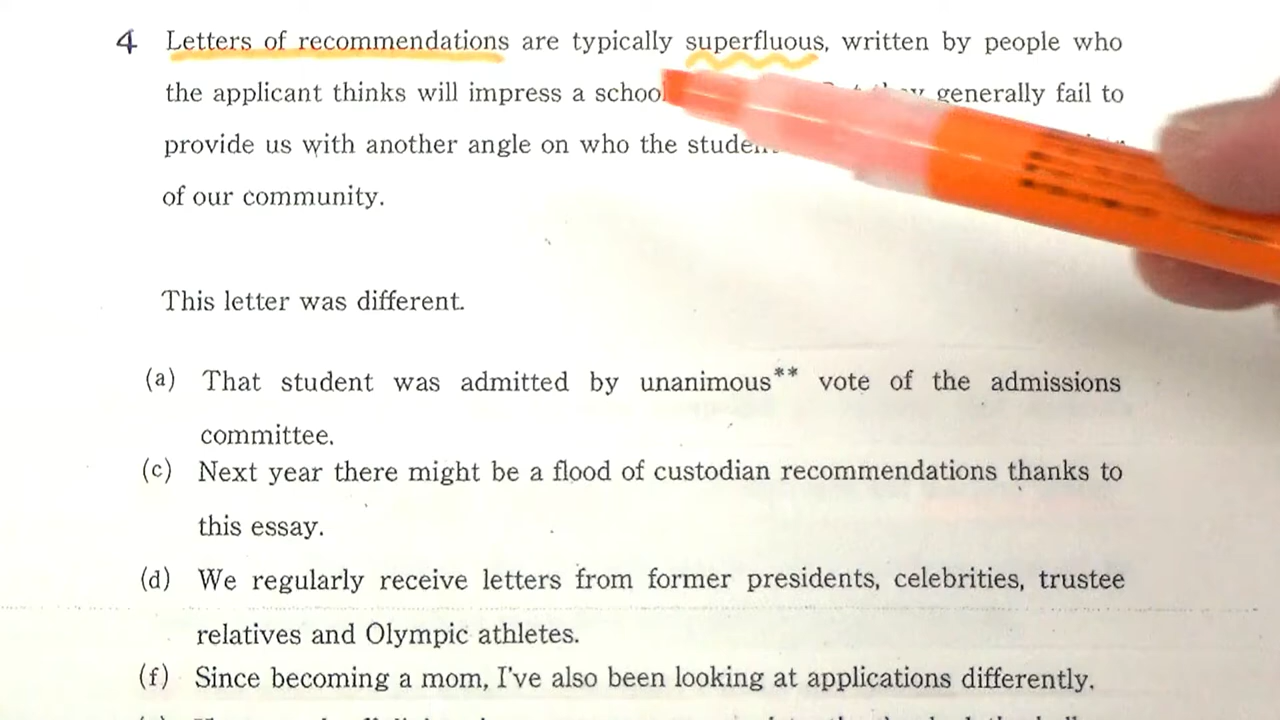 4 Letters of recommendations are typically superfluous, written by people who
the applicant thinks will impress a school generally fail to
provide us with another angle on who the
of our community.
This letter was different.
(a) That student was admitted by unanimous** vote of the admissions
committee.
(c) Next year there might be a flood of custodian recommendations thanks to
this essay.
(d) We regularly receive letters from former presidents, celebrities, trustee
relatives and Olympic athletes.
(f) Since becoming a mom, I've also been looking at applications differently.